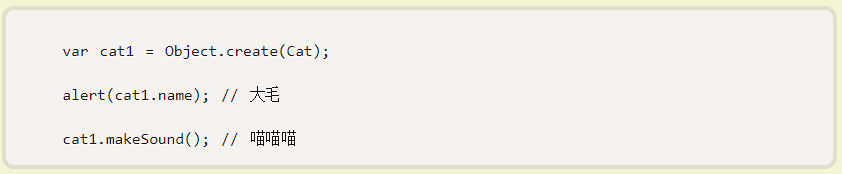 var cat1 = Object.create(Cat);
alert(cat1.name); // 大毛
cat1.makeSound(); // 喵喵喵